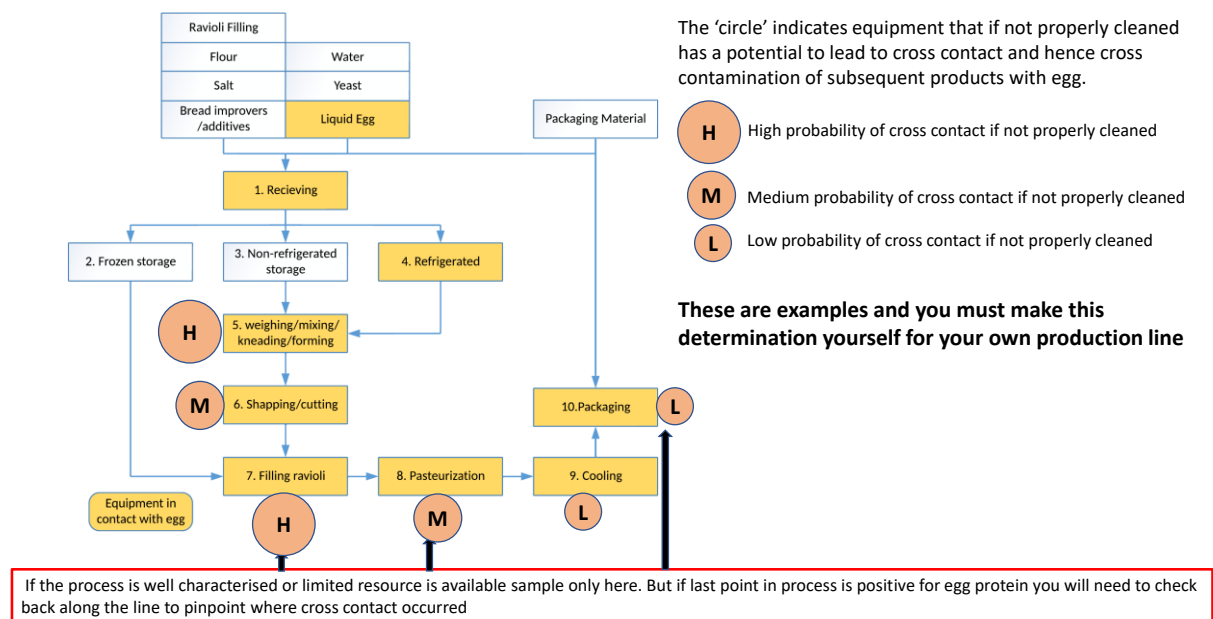 Ravioli Filling
Flour
Water
Salt
Yeast
Bread improvers
/additives
Liquid Egg
Packaging Material
1. Recieving
2. Frozen storage
3. Non-refrigerated
storage
4. Refrigerated
H
5. weighing/mixing/
kneading/forming
M
6. Shapping/cutting
10.Packaging
L
7. Filling ravioli
8. Pasteurization
9. Cooling
Equipment in
contact with egg
H
M
L
The ‘circle’ indicates equipment that if not properly cleaned
has a potential to lead to cross contact and hence cross
contamination of subsequent products with egg.
H
High probability of cross contact if not properly cleaned
M
Medium probability of cross contact if not properly cleaned
L
Low probability of cross contact if not properly cleaned
These are examples and you must make this
determination yourself for your own production line
If the process is well characterised or limited resource is available sample only here. But if last point in process is positive for egg protein you will need to check
back along the line to pinpoint where cross contact occurred